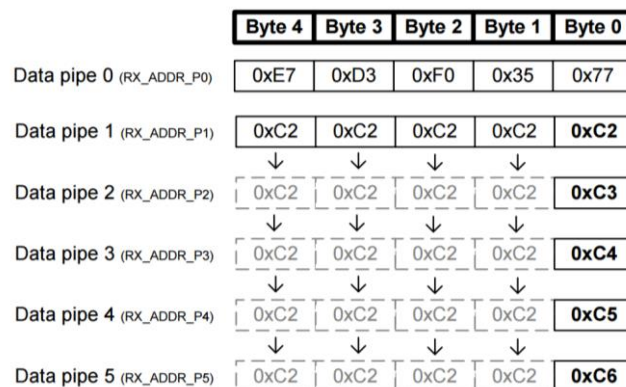 Byte 4 Byte 3 Byte 2 Byte 1 Byte 0
Data pipe 0 (RX_ADDR_P0) 0xE7 0xD3 0xF0 0x35 0x77
Data pipe 1 (RX_ADDR_P1) 0xC2 0xC2 0xC2 0xC2 0xC2
Data pipe 2 (RX_ADDR_P2) 0xC2 0xC2 0xC2 0xC2 0xC3
Data pipe 3 (RX_ADDR_P3) 0xC2 0xC2 0xC2 0xC2 0xC4
Data pipe 4 (RX_ADDR_P4) 0xC2 0xC2 0xC2 0xC2 0xC5
Data pipe 5 (RX_ADDR_P5) 0xC2 0xC2 0xC2 0xC2 0xC6